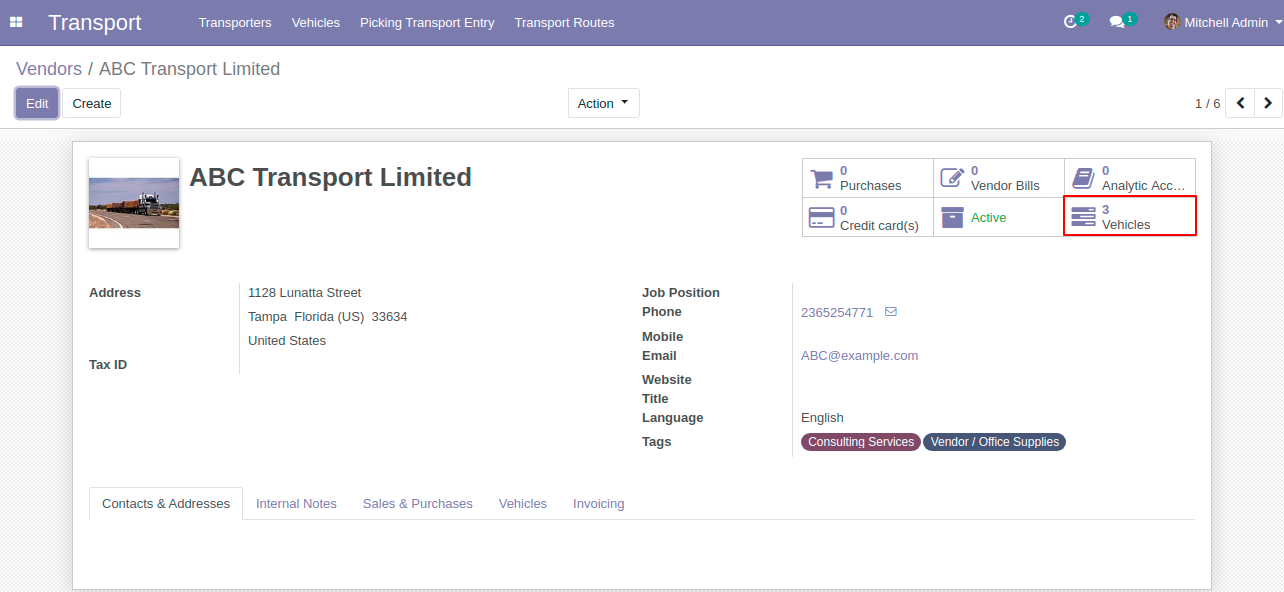 Transport Transporters Vehicles Picking Transport Entry Transport Routes 2 1 Mitchell Admin
Vendors / ABC Transport Limited
Edit Create Action 1 / 6
ABC Transport Limited
0 Purchases
0 Vendor Bills
0 Analytic Acc...
0 Credit card(s)
Active
3 Vehicles
Address
1128 Lunatta Street
Tampa Florida (US) 33634
United States
Tax ID
Job Position
Phone 2365254771
Mobile
Email ABC@example.com
Website
Title
Language English
Tags Consulting Services Vendor / Office Supplies
Contacts & Addresses Internal Notes Sales & Purchases Vehicles Invoicing